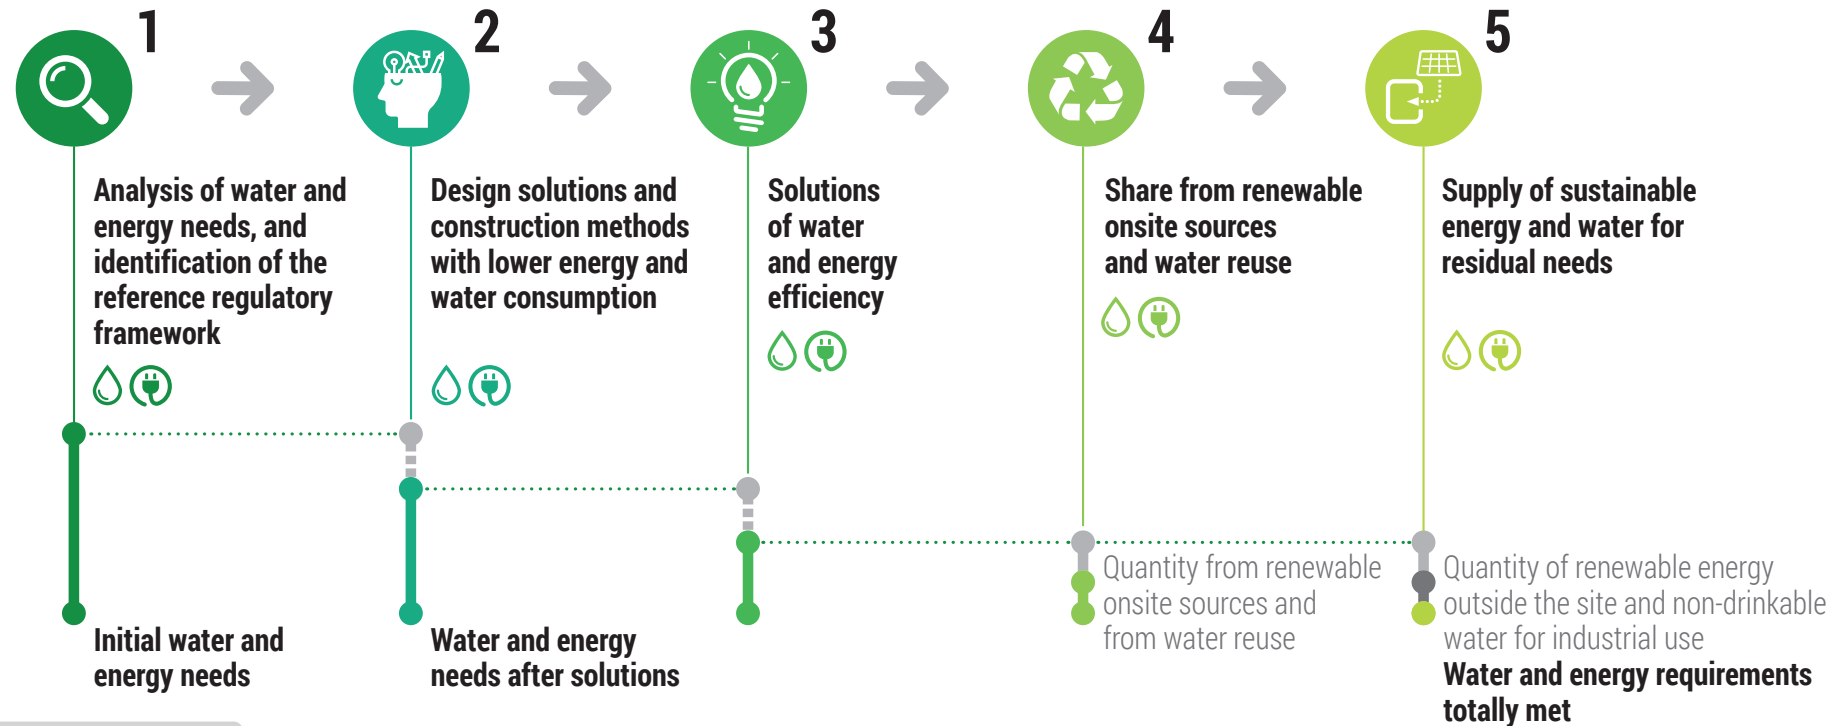 1
2
3
4
5
Analysis of water and
energy needs, and
identification of the
reference regulatory
framework
Design solutions and
construction methods
with lower energy and
water consumption
Solutions
of water
and energy
efficiency
Share from renewable
onsite sources
and water reuse
Supply of sustainable
energy and water for
residual needs
Initial water and
energy needs
Water and energy
needs after solutions
Quantity from renewable
onsite sources and
from water reuse
Quantity of renewable energy
outside the site and non-drinkable
water for industrial use
Water and energy requirements
totally met